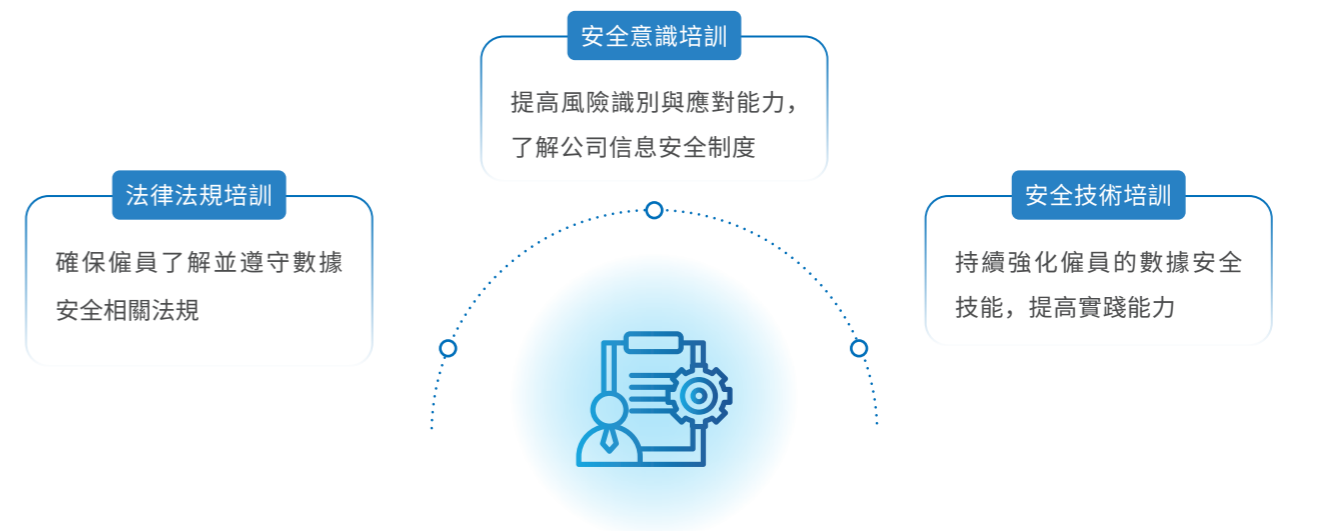 安全意識培訓
提高風險識別與應對能力，
了解公司信息安全制度
法律法規培訓
確保僱員了解並遵守數據
安全相關法規
安全技術培訓
持續強化僱員的數據安全
技能，提高實踐能力